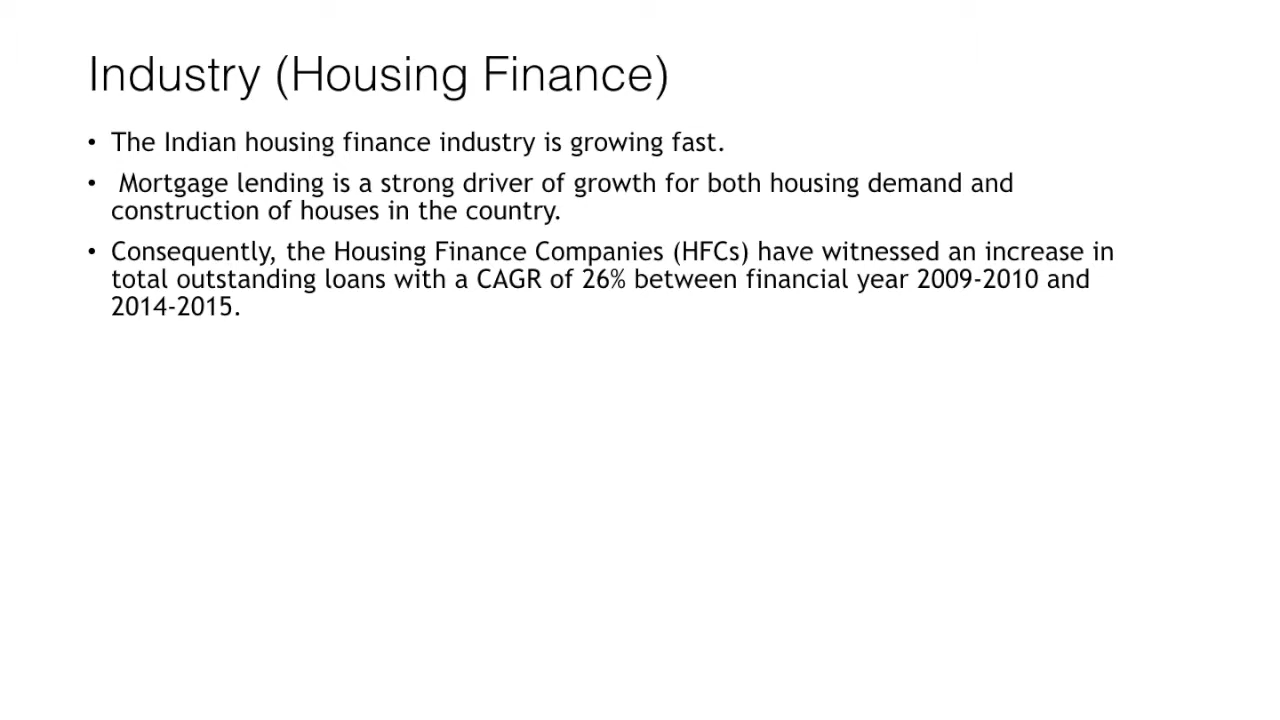 Industry (Housing Finance)
• The Indian housing finance industry is growing fast.
• Mortgage lending is a strong driver of growth for both housing demand and
construction of houses in the country.
• Consequently, the Housing Finance Companies (HFCs) have witnessed an increase in
total outstanding loans with a CAGR of 26% between financial year 2009-2010 and
2014-2015.